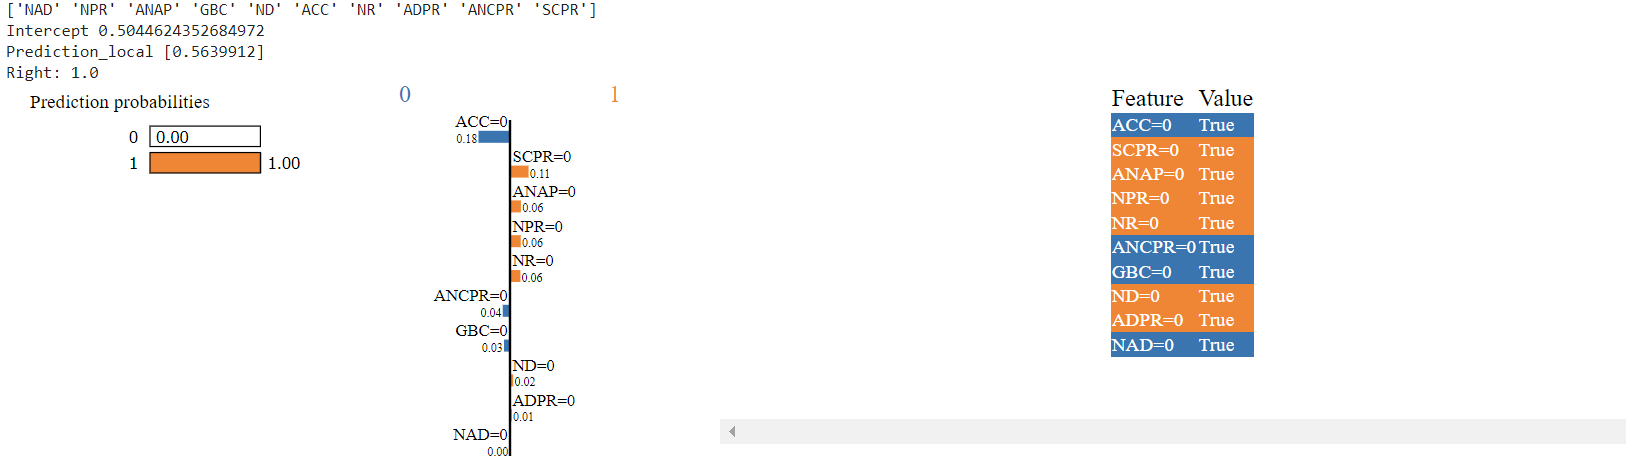 ['NAD' 'NPR' 'ANAP' 'GBC' 'ND' 'ACC' 'NR' 'ADPR' 'ANCPR' 'SCPR']
Intercept 0.5044624352684972
Prediction_local [0.5639912]
Right: 1.0
Prediction probabilities
0 0.00
1 1.00
0 1
ACC=0
0.18
SCPR=0
0.11
ANAP=0
0.06
NPR=0
0.06
NR=0
0.06
ANCPR=0
0.04
GBC=0
0.03
ND=0
0.02
ADPR=0
0.01
NAD=0
0.00
Feature Value
ACC=0 True
SCPR=0 True
ANAP=0 True
NPR=0 True
NR=0 True
ANCPR=0 True
GBC=0 True
ND=0 True
ADPR=0 True
NAD=0 True